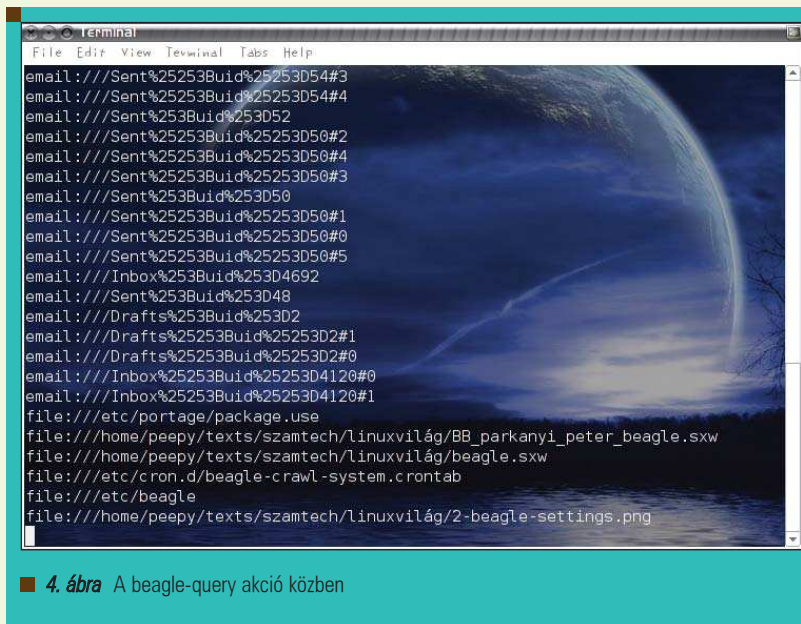 Terminal
File Edit View Terminal Tabs Help
email:///Sent%25253Buid%25253D54#3
email:///Sent%25253Buid%25253D54#4
email:///Sent%253Buid%253D52
email:///Sent%25253Buid%25253D50#2
email:///Sent%25253Buid%25253D50#4
email:///Sent%25253Buid%25253D50#3
email:///Sent%253Buid%253D50
email:///Sent%25253Buid%25253D50#1
email:///Sent%25253Buid%25253D50#0
email:///Sent%25253Buid%25253D50#5
email:///Inbox%253Buid%253D4692
email:///Sent%253Buid%253D48
email:///Drafts%253Buid%253D2
email:///Drafts%25253Buid%25253D2#1
email:///Drafts%25253Buid%25253D2#0
email:///Inbox%25253Buid%25253D4120#0
email:///Inbox%25253Buid%25253D4120#1
file:///etc/portage/package.use
file:///home/peepy/texts/szamtech/linuxvilág/BB_parkanyi_peter_beagle.sxw
file:///home/peepy/texts/szamtech/linuxvilág/beagle.sxw
file:///etc/cron.d/beagle-crawl-system.crontab
file:///etc/beagle
file:///home/peepy/texts/szamtech/linuxvilág/2-beagle-settings.png
4. ábra A beagle-query akció közben